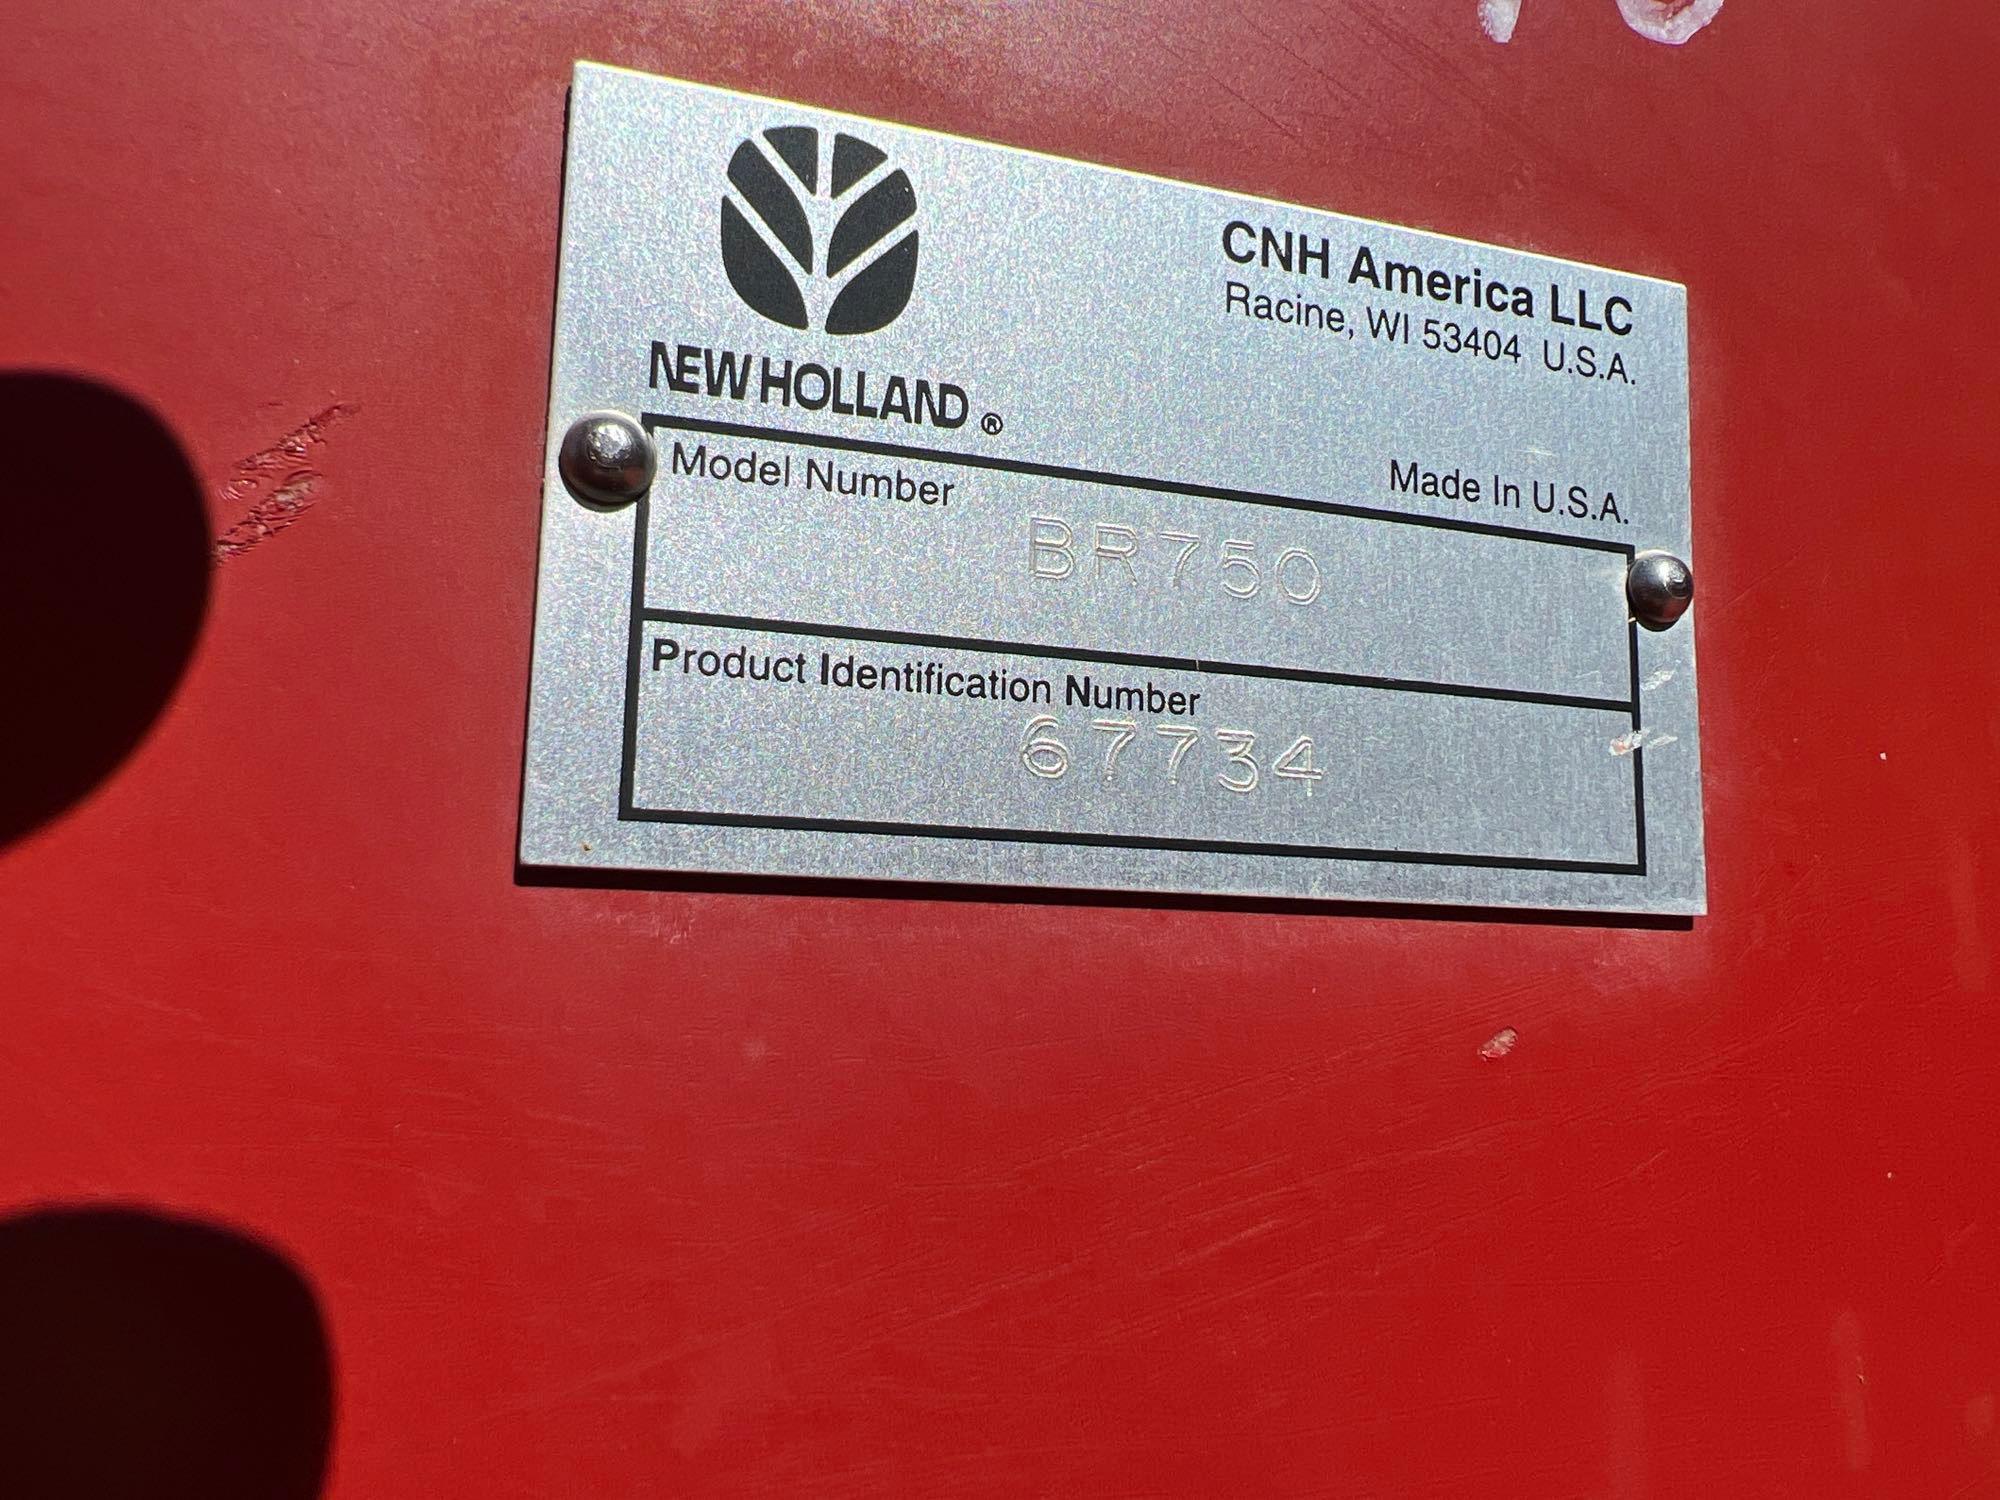 NEW HOLLAND ®
CNH America LLC
Racine, WI 53404 U.S.A.
Made In U.S.A.
Model Number
BR750
Product Identification Number
67734